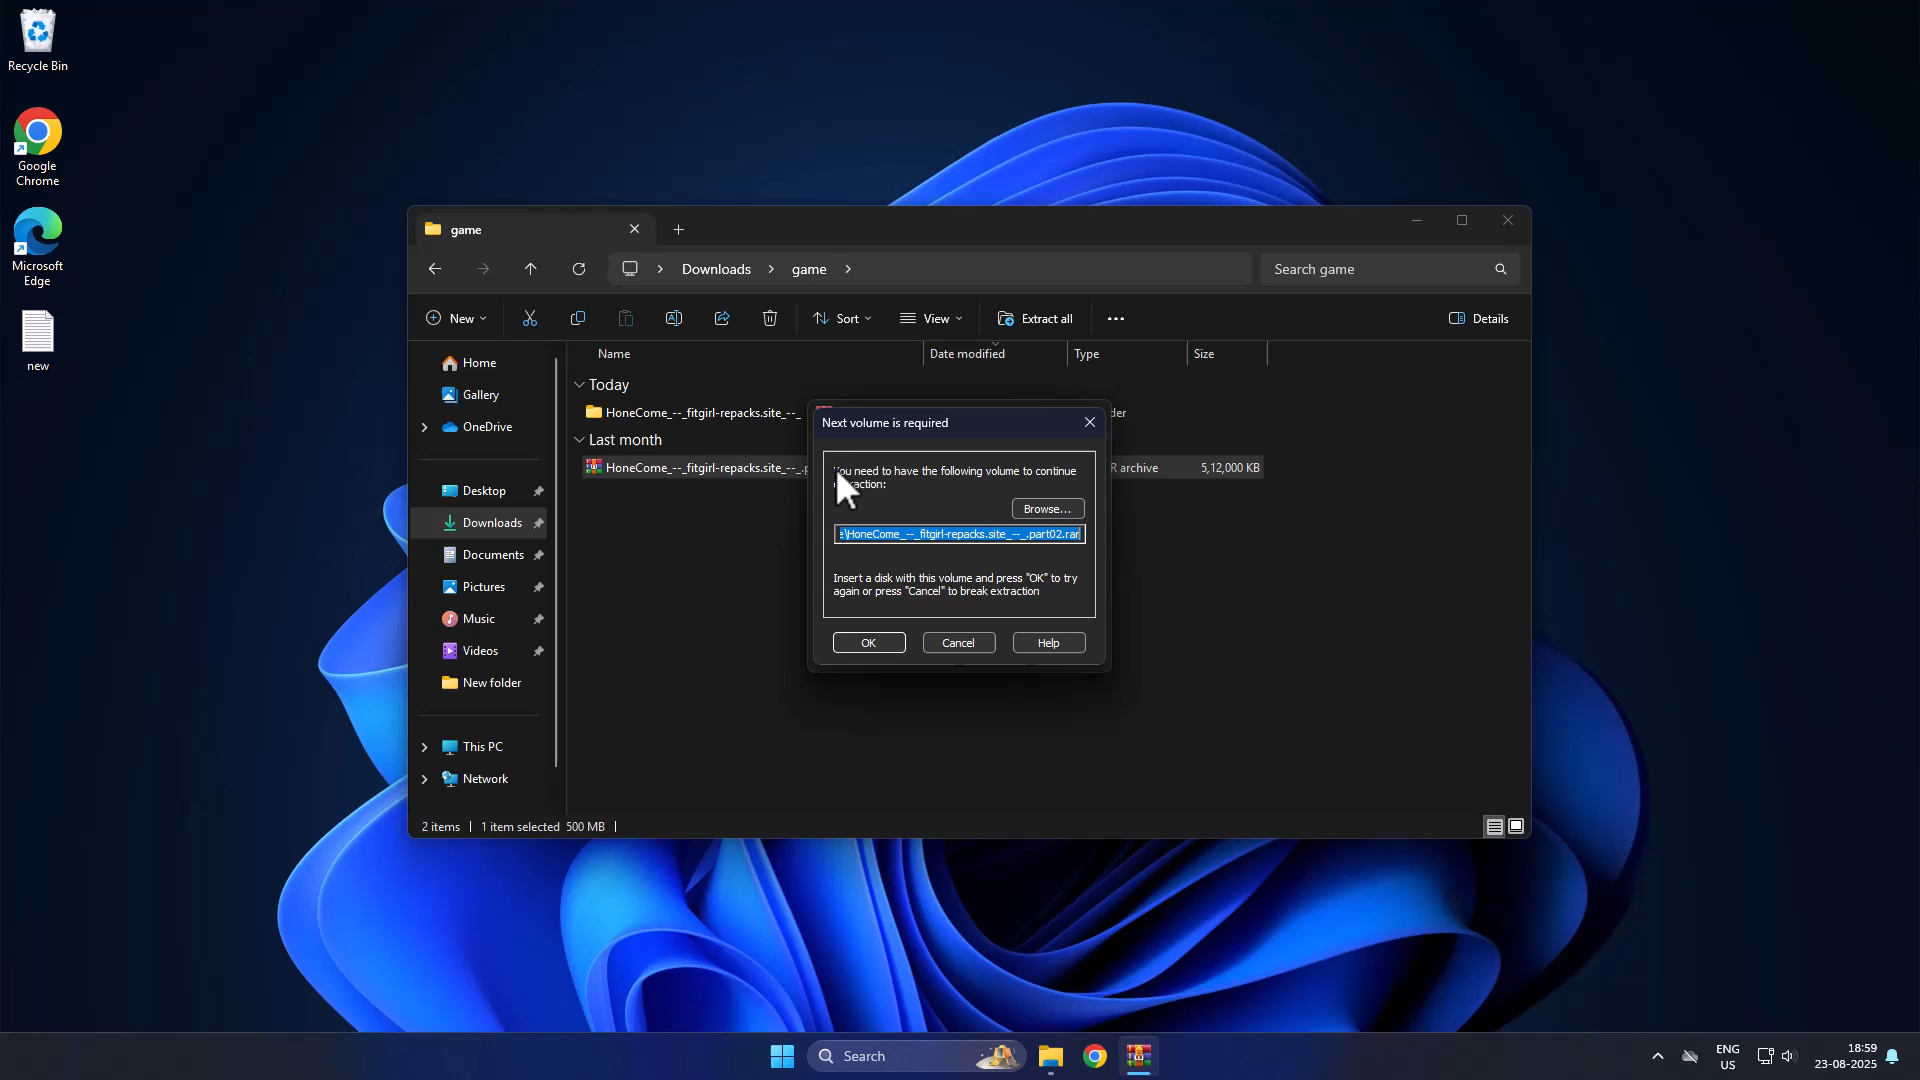 Recycle Bin
Google
Chrome
Microsoft
Edge
new
game
Downloads
game
Search game
New
Sort
View
Extract all
Details
Name
Date modified
Type
Size
Home
Gallery
OneDrive
Desktop
Downloads
Documents
Pictures
Music
Videos
New folder
This PC
Network
Today
HoneCome_--_fitgirl-repacks.site_--_
der
Last month
HoneCome_--_fitgirl-repacks.site_--_.p
R archive
5,12,000 KB
Next volume is required
You need to have the following volume to continue
Browse...
e\HoneCome_--_fitgirl-repacks.site_--_.part02.rar
Insert a disk with this volume and press "OK" to try
again or press "Cancel" to break extraction
OK
Cancel
Help
2 items
1 item selected 500 MB
Search
ENG
US
18:59
23-08-2025